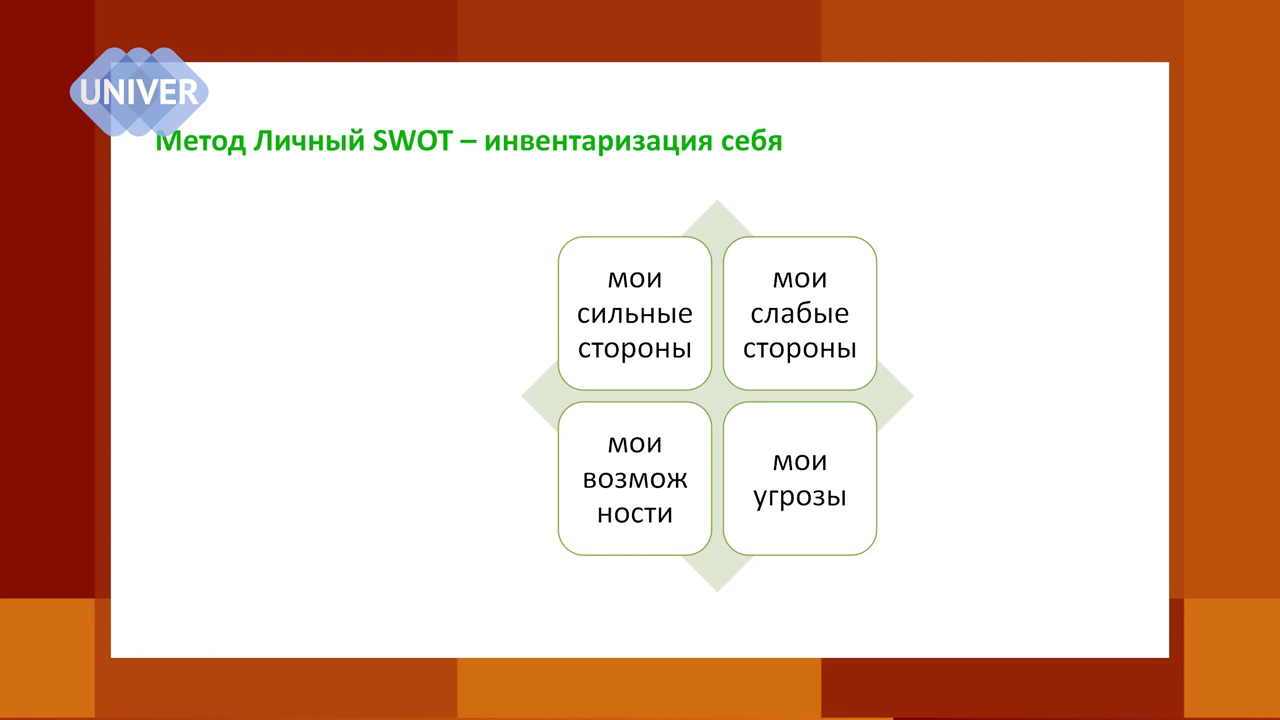 UNIVER
Метод Личный SWOT – инвентаризация себя
мои
сильные
стороны
мои
слабые
стороны
мои
возмож
ности
мои
угрозы